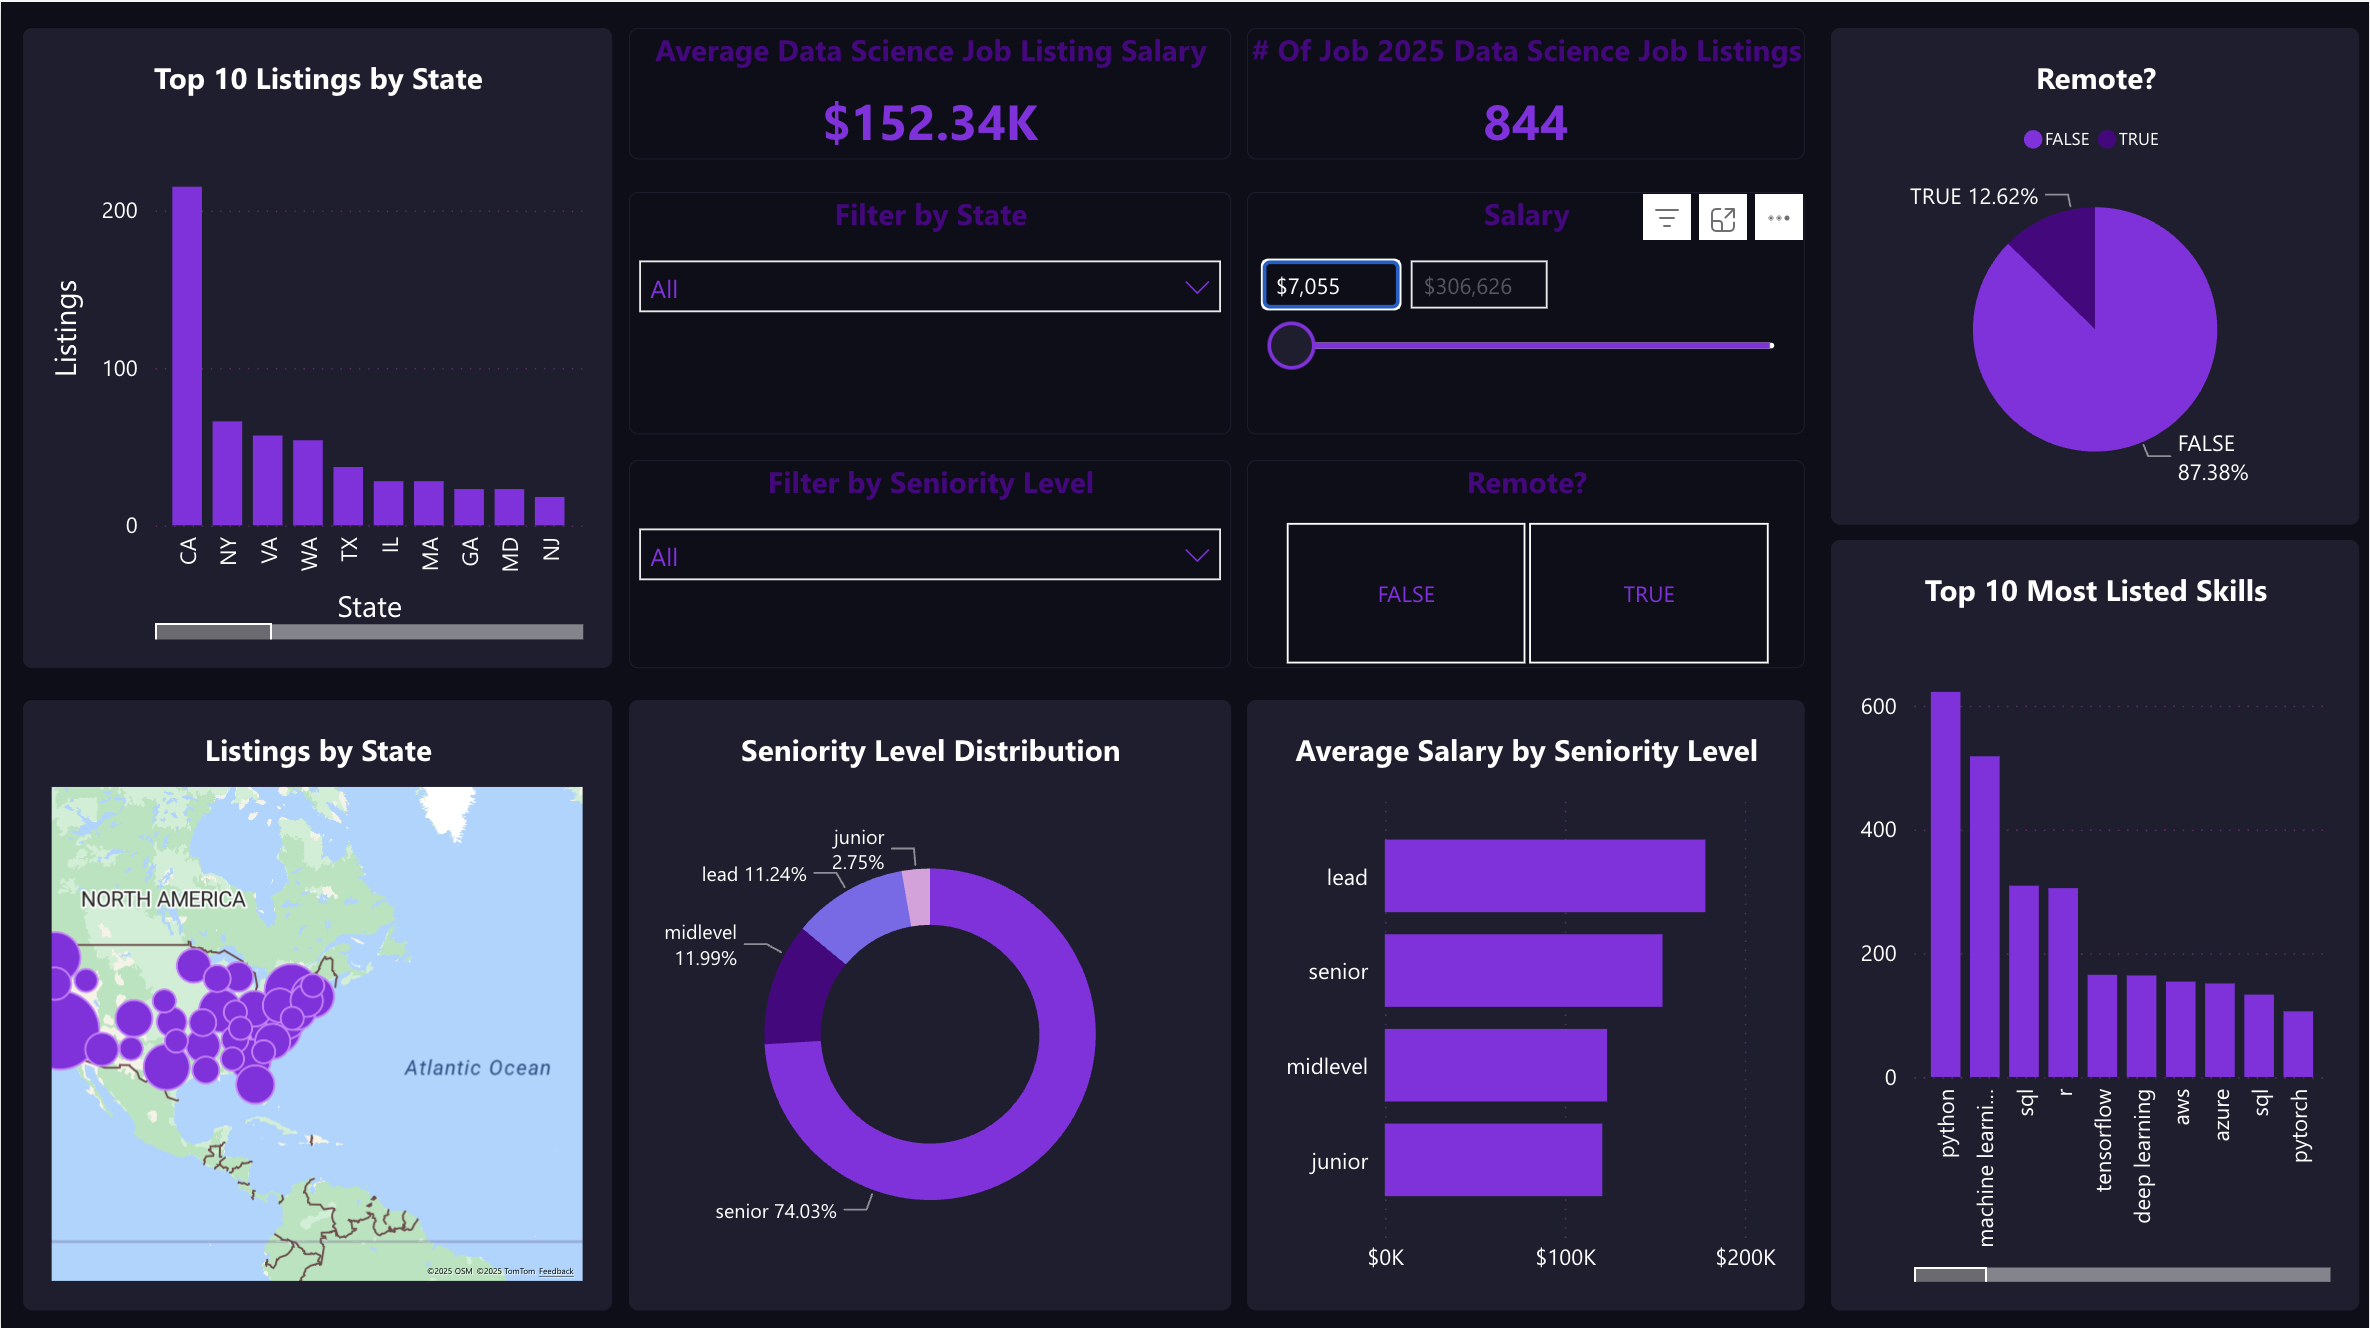 Top 10 Listings by State
Listings
200
100
0
CA
NY
VA
WA
TX
IL
MA
GA
MD
NJ
State
Average Data Science Job Listing Salary
$152.34K
# Of Job 2025 Data Science Job Listings
844
Filter by State
All
Salary
$7,055
$306,626
Filter by Seniority Level
All
Remote?
FALSE
TRUE
Remote?
FALSE TRUE
TRUE 12.62%
FALSE
87.38%
Listings by State
NORTH AMERICA
Atlantic Ocean
©2025 OSM ©2025 TomTom Feedback
Seniority Level Distribution
junior
2.75%
lead 11.24%
midlevel
11.99%
senior 74.03%
Average Salary by Seniority Level
lead
senior
midlevel
junior
$0K
$100K
$200K
Top 10 Most Listed Skills
600
400
200
0
python
machine learni...
sql
r
tensorflow
deep learning
aws
azure
sql
pytorch